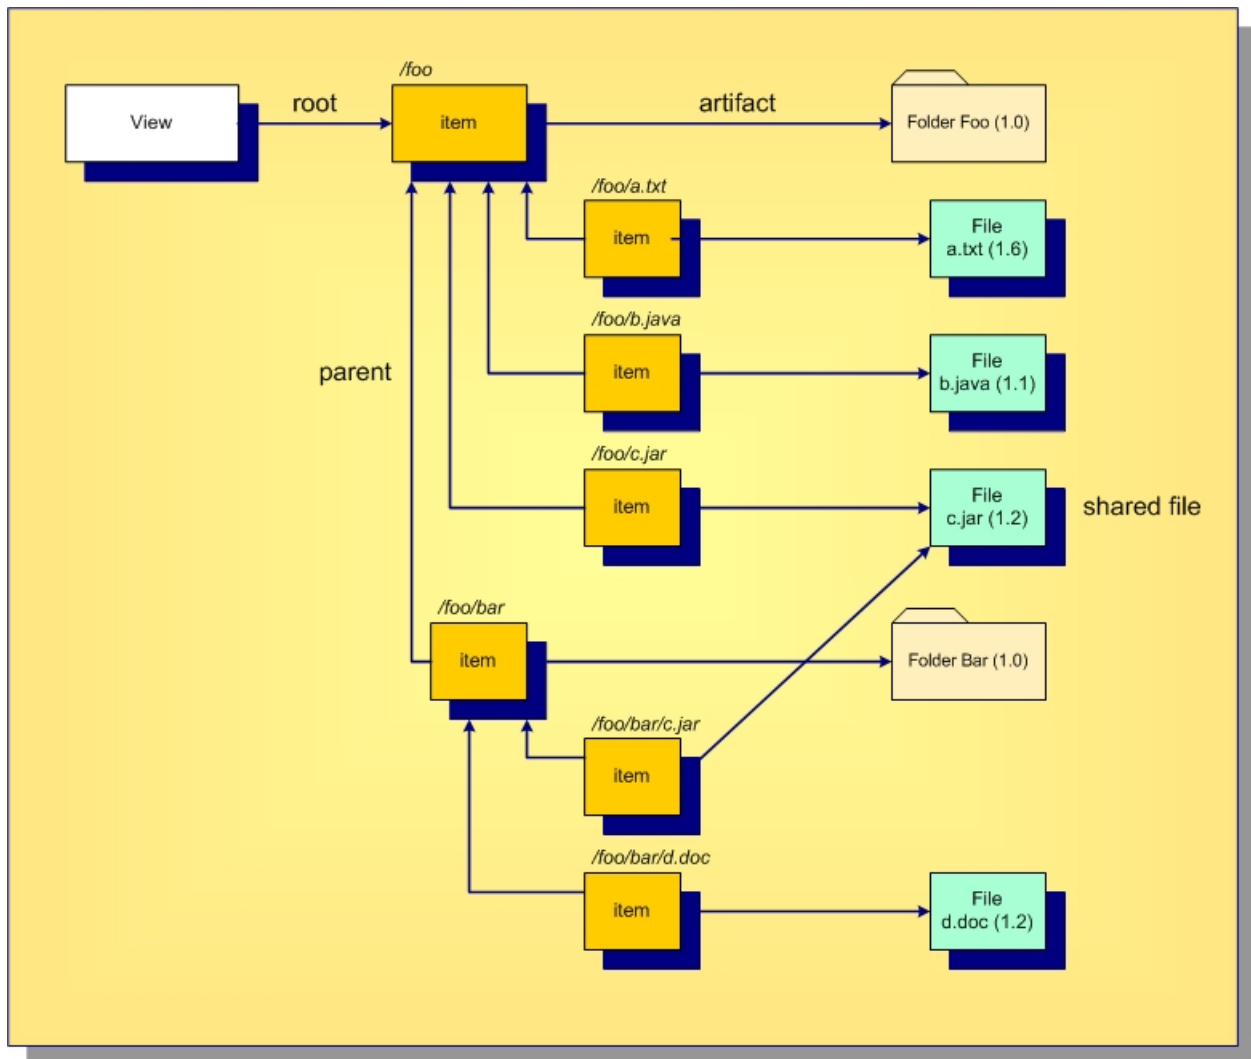 /foo
View
root
item
artifact
Folder Foo (1.0)
/foo/a.txt
item
File
a.txt (1.6)
/foo/b.java
parent
item
File
b.java (1.1)
/foo/c.jar
item
File
c.jar (1.2)
shared file
/foo/bar
item
Folder Bar (1.0)
/foo/bar/c.jar
item
/foo/bar/d.doc
item
File
d.doc (1.2)